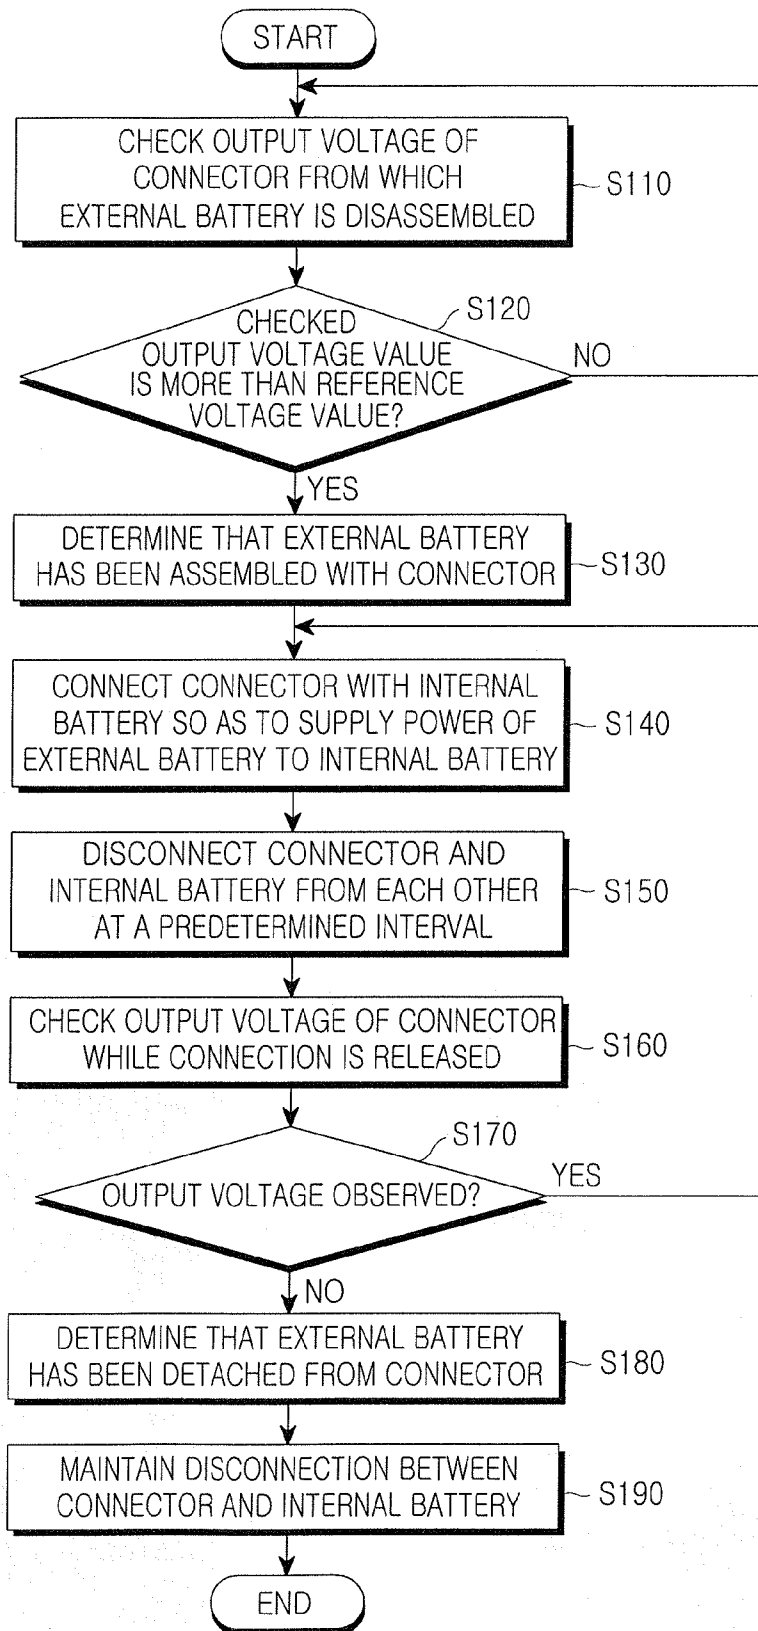 START
CHECK OUTPUT VOLTAGE OF
CONNECTOR FROM WHICH
EXTERNAL BATTERY IS DISASSEMBLED
S110
S120
CHECKED
OUTPUT VOLTAGE VALUE
IS MORE THAN REFERENCE
VOLTAGE VALUE?
NO
YES
DETERMINE THAT EXTERNAL BATTERY
HAS BEEN ASSEMBLED WITH CONNECTOR
S130
CONNECT CONNECTOR WITH INTERNAL
BATTERY SO AS TO SUPPLY POWER OF
EXTERNAL BATTERY TO INTERNAL BATTERY
S140
DISCONNECT CONNECTOR AND
INTERNAL BATTERY FROM EACH OTHER
AT A PREDETERMINED INTERVAL
S150
CHECK OUTPUT VOLTAGE OF CONNECTOR
WHILE CONNECTION IS RELEASED
S160
S170
OUTPUT VOLTAGE OBSERVED?
YES
NO
DETERMINE THAT EXTERNAL BATTERY
HAS BEEN DETACHED FROM CONNECTOR
S180
MAINTAIN DISCONNECTION BETWEEN
CONNECTOR AND INTERNAL BATTERY
S190
END